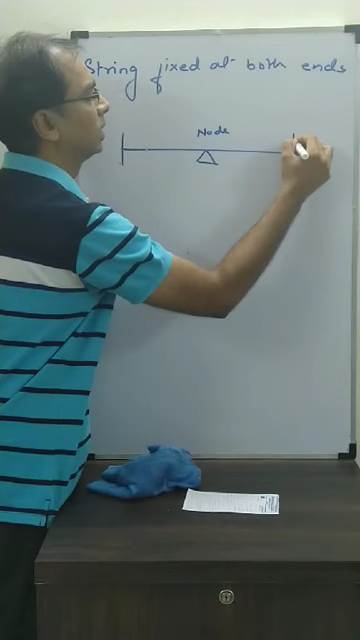 String fixed at both ends
Node